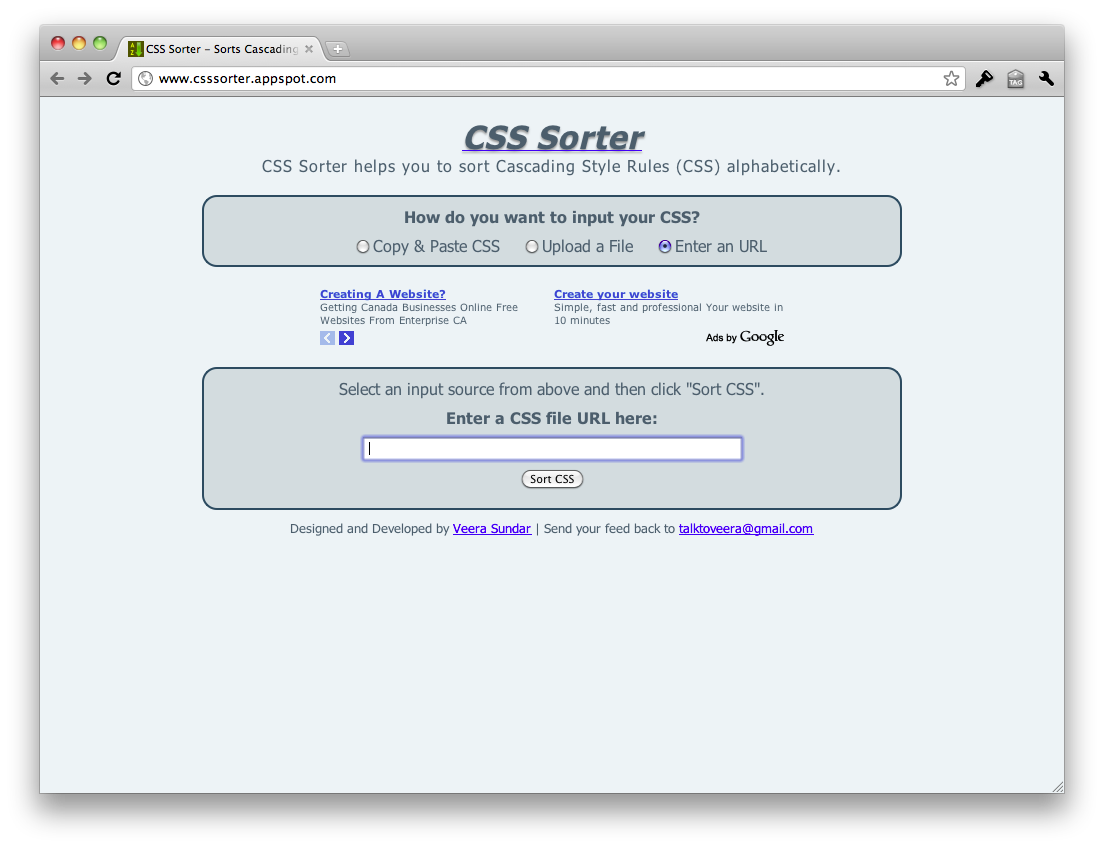 CSS Sorter – Sorts Cascading
www.csssorter.appspot.com
TAG
CSS Sorter
CSS Sorter helps you to sort Cascading Style Rules (CSS) alphabetically.
How do you want to input your CSS?
Copy & Paste CSS Upload a File Enter an URL
Creating A Website?
Getting Canada Businesses Online Free
Websites From Enterprise CA
Create your website
Simple, fast and professional Your website in
10 minutes
Ads by Google
Select an input source from above and then click "Sort CSS".
Enter a CSS file URL here:
Sort CSS
Designed and Developed by Veera Sundar | Send your feed back to talktoveera@gmail.com